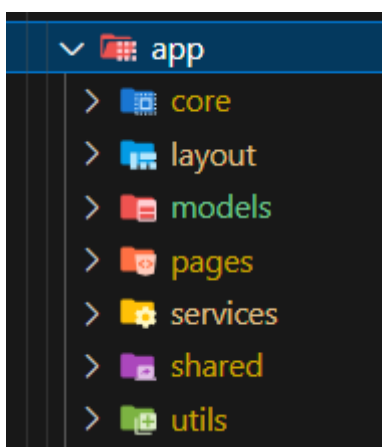 app
core
layout
models
pages
services
shared
utils